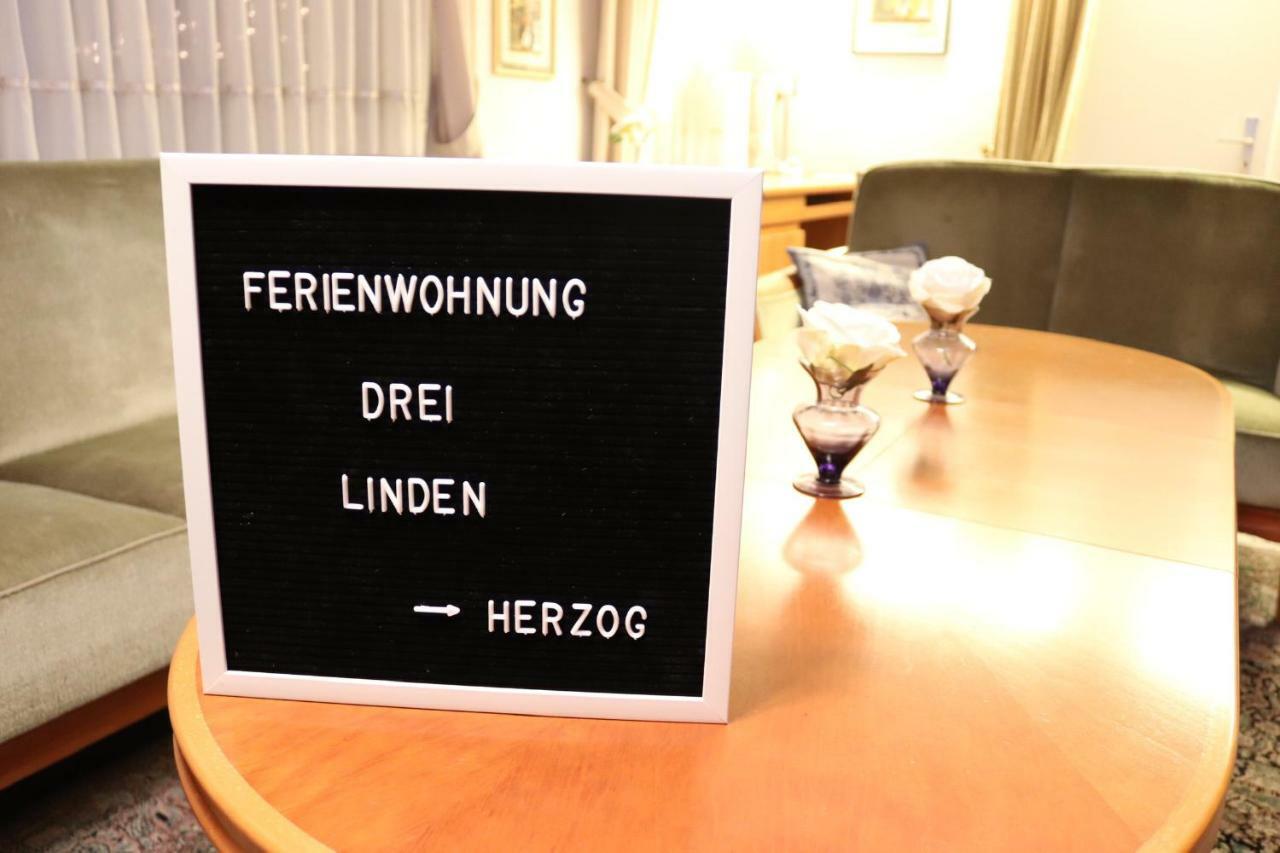 FERIENWOHNUNG
DREI
LINDEN
→ HERZOG